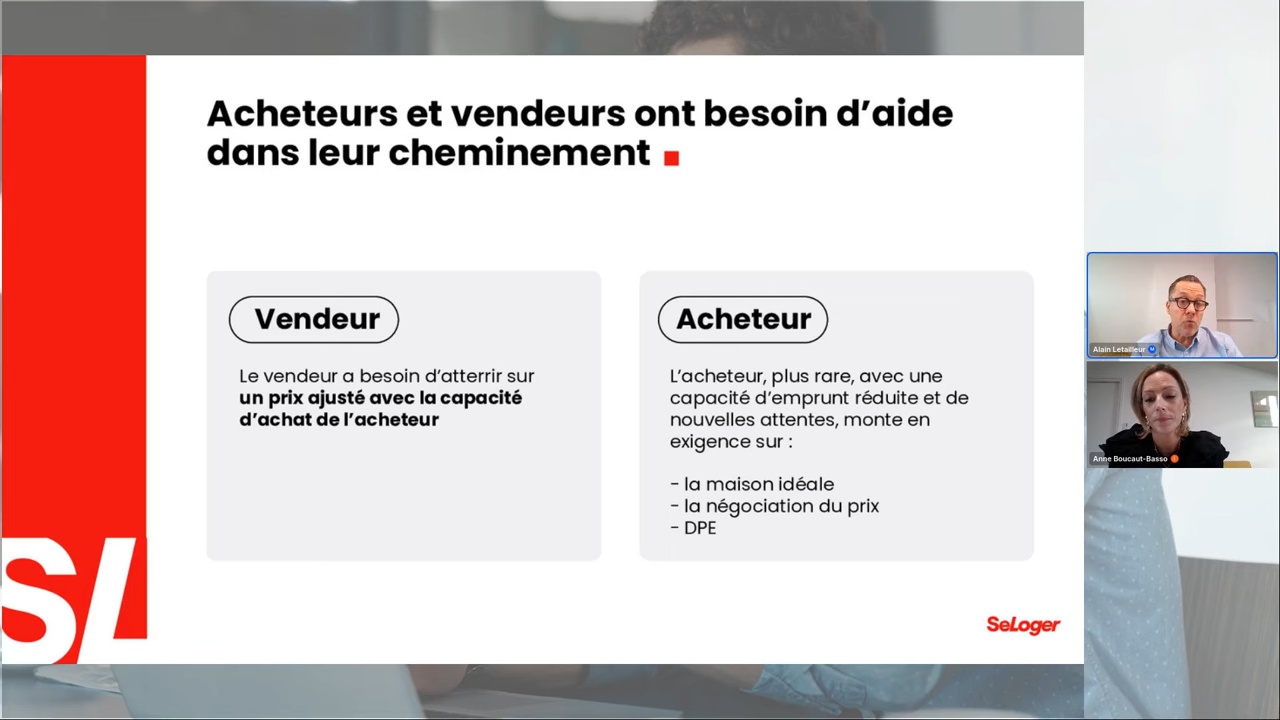 Acheteurs et vendeurs ont besoin d’aide
dans leur cheminement
Vendeur
Le vendeur a besoin d’atterrir sur
un prix ajusté avec la capacité
d’achat de l’acheteur
Acheteur
L’acheteur, plus rare, avec une
capacité d’emprunt réduite et de
nouvelles attentes, monte en
exigence sur :
- la maison idéale
- la négociation du prix
- DPE
SL
SeLoger
Alain Letailleur
Anne Boucaut-Basso